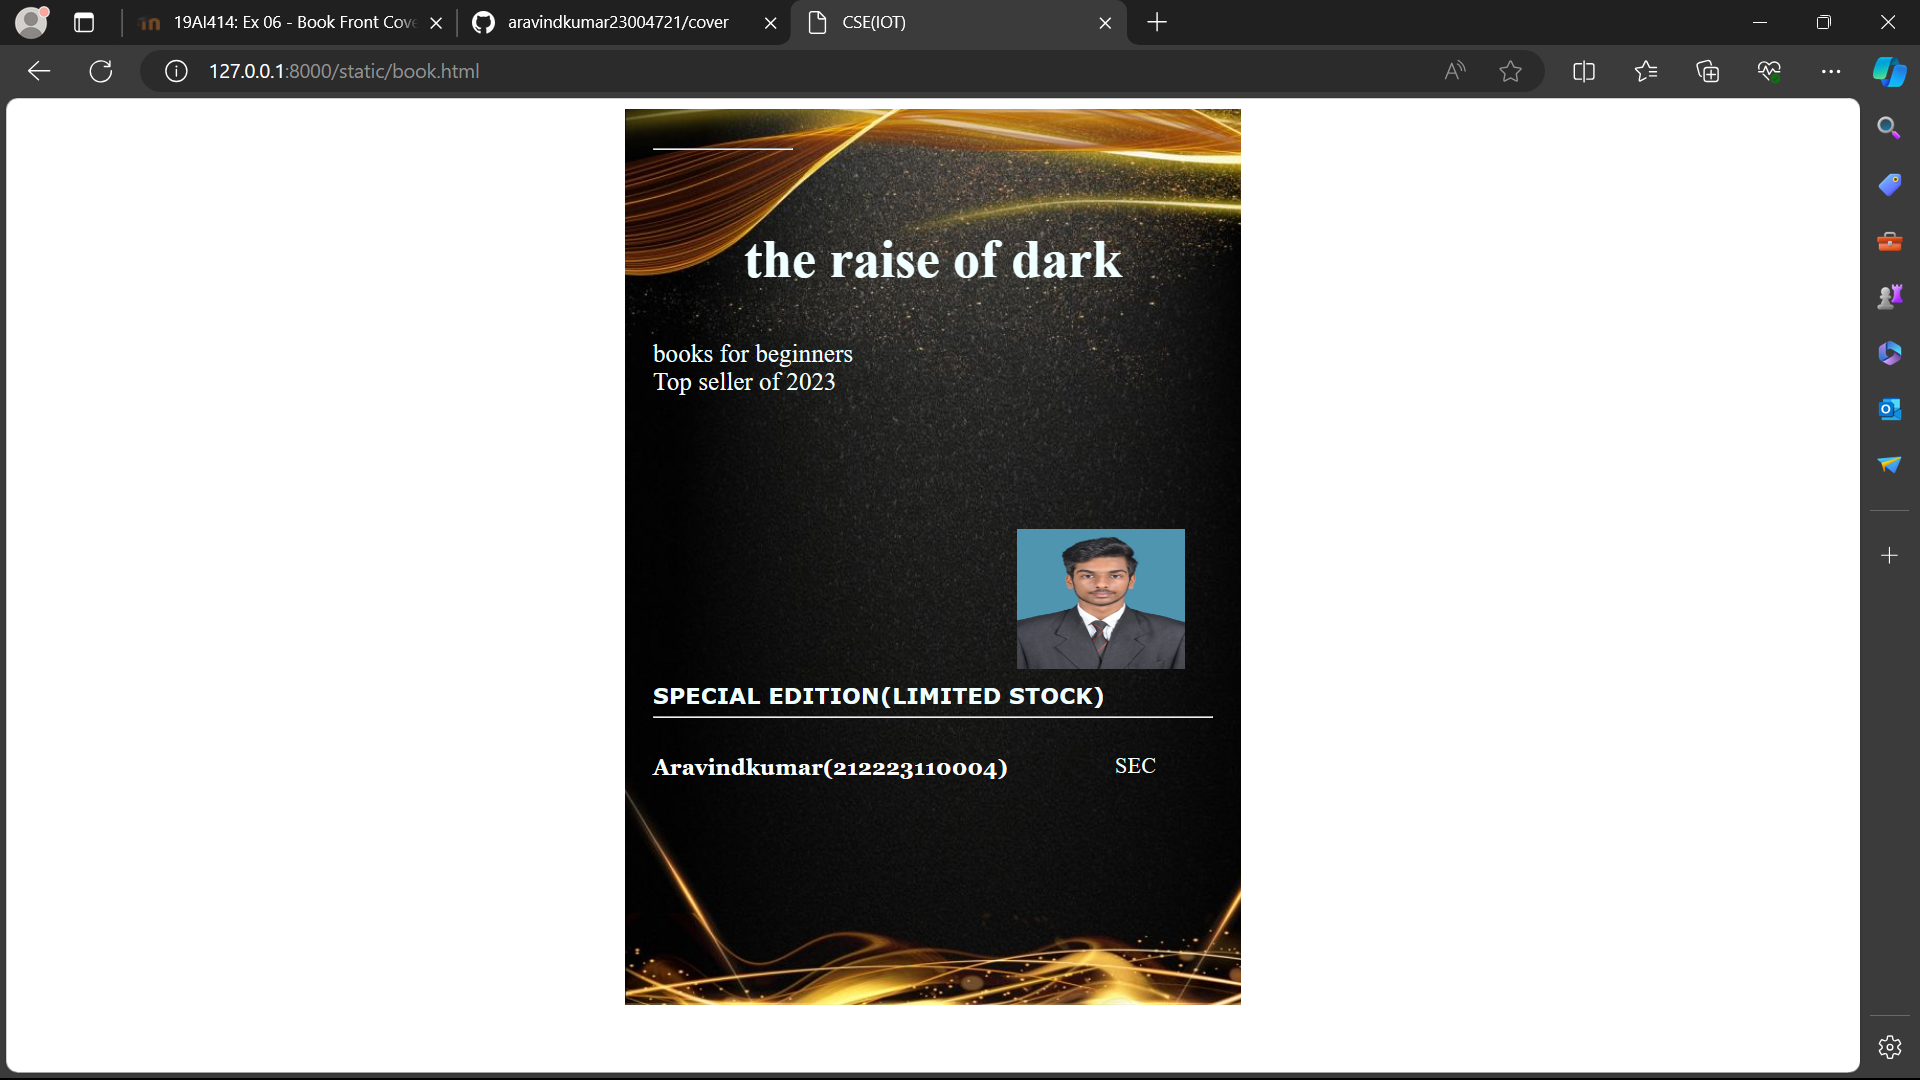 19AI414: Ex 06 - Book Front Cov
aravindkumar23004721/cover
CSE(IOT)
127.0.0.1:8000/static/book.html
the raise of dark
books for beginners
Top seller of 2023
SPECIAL EDITION(LIMITED STOCK)
Aravindkumar(212223110004) SEC